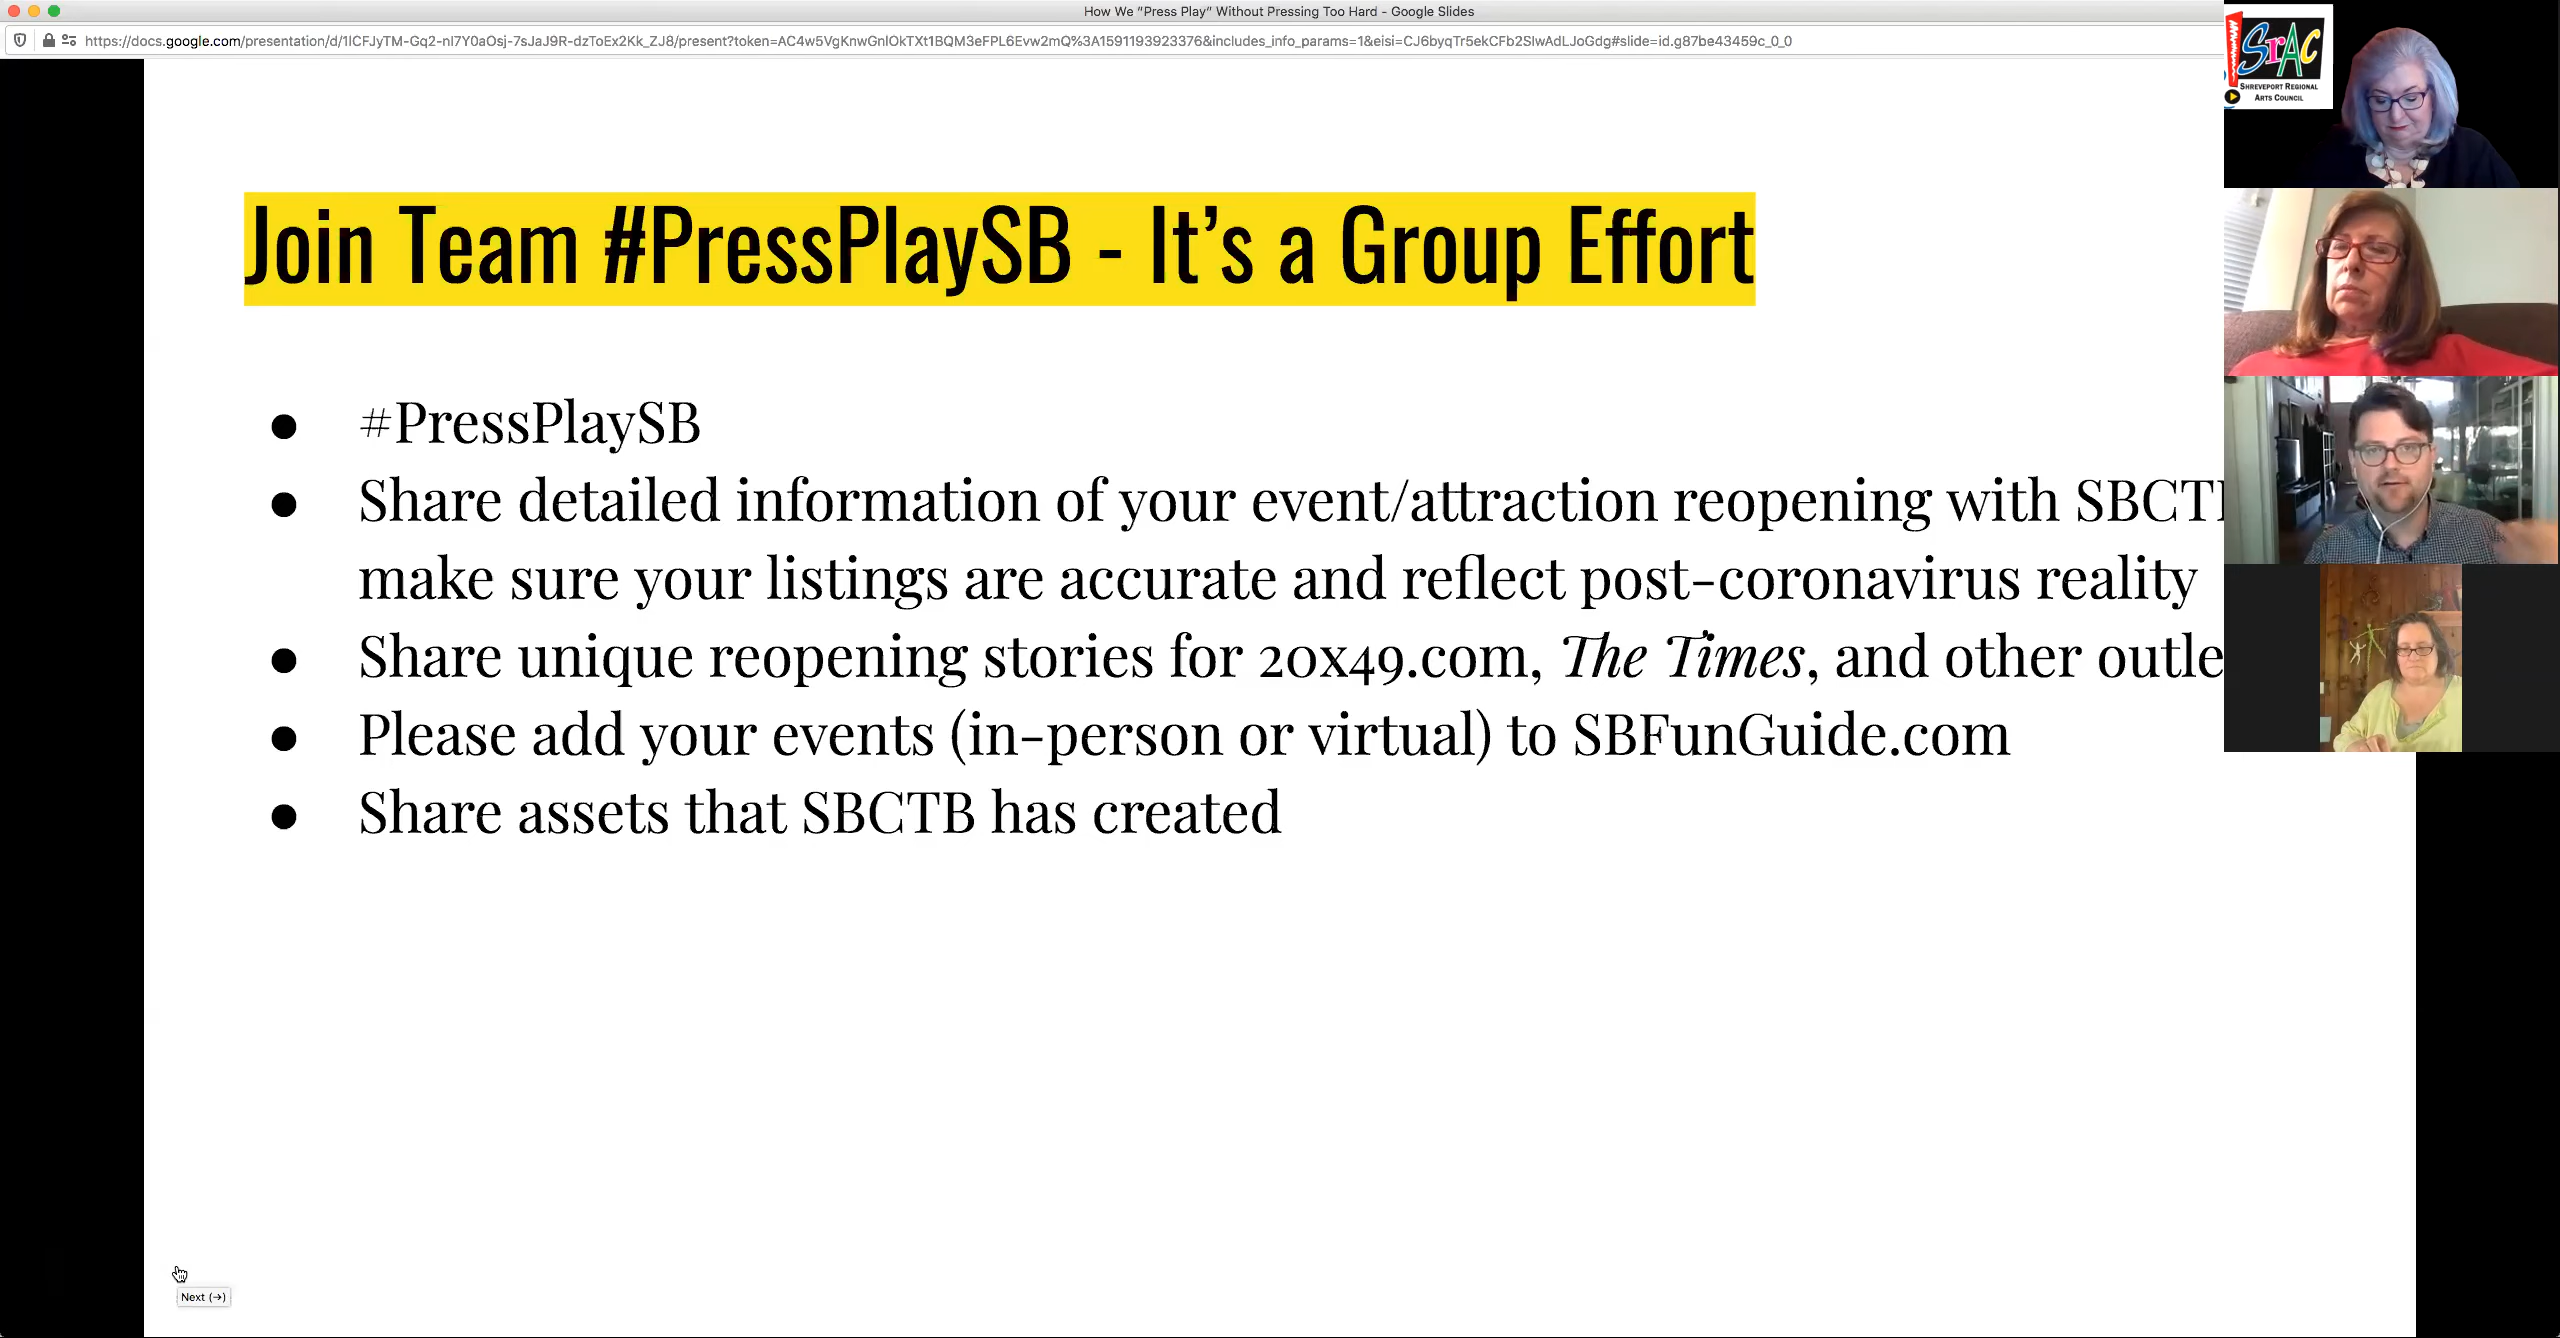 How We "Press Play" Without Pressing Too Hard - Google Slides
https://docs.google.com/presentation/d/1lCFJyTM-Gq2-nl7Y0aOsj-7sJaJ9R-dzToEx2Kk_ZJ8/present?token=AC4w5VgKnwGnlOkTXt1BQM3eFPL6Evw2mQ%3A1591193923376&includes_info_params=1&eisi=CJ6byqTr5ekCFb2SlwAdLJoGdg#slide=id.g87be43459c_0_0
SrAC
SHREVEPORT REGIONAL
ARTS COUNCIL
Join Team #PressPlaySB - It’s a Group Effort
● #PressPlaySB
● Share detailed information of your event/attraction reopening with
make sure your listings are accurate and reflect post-coronavirus reality
● Share unique reopening stories for 20x49.com, The Times, and other
● Please add your events (in-person or virtual) to SBFunGuide.com
● Share assets that SBCTB has created
Next (→)